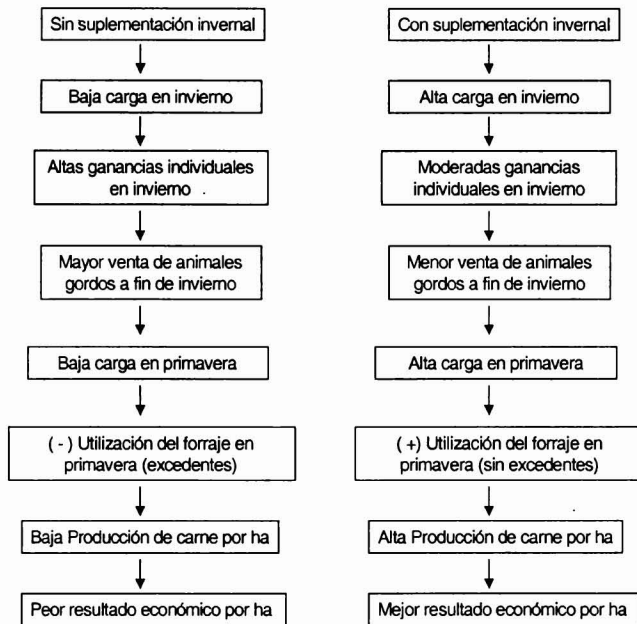 Sin suplementación invernal
Baja carga en invierno
Altas ganancias individuales
en invierno
Mayor venta de animales
gordos a fin de invierno
Baja carga en primavera
( - ) Utilización del forraje en
primavera (excedentes)
Baja Producción de carne por ha
Peor resultado económico por ha
Con suplementación invernal
Alta carga en invierno
Moderadas ganancias
individuales en invierno
Menor venta de animales
gordos a fin de invierno
Alta carga en primavera
( +) Utilización del forraje en
primavera (sin excedentes)
Alta Producción de carne por ha
Mejor resultado económico por ha